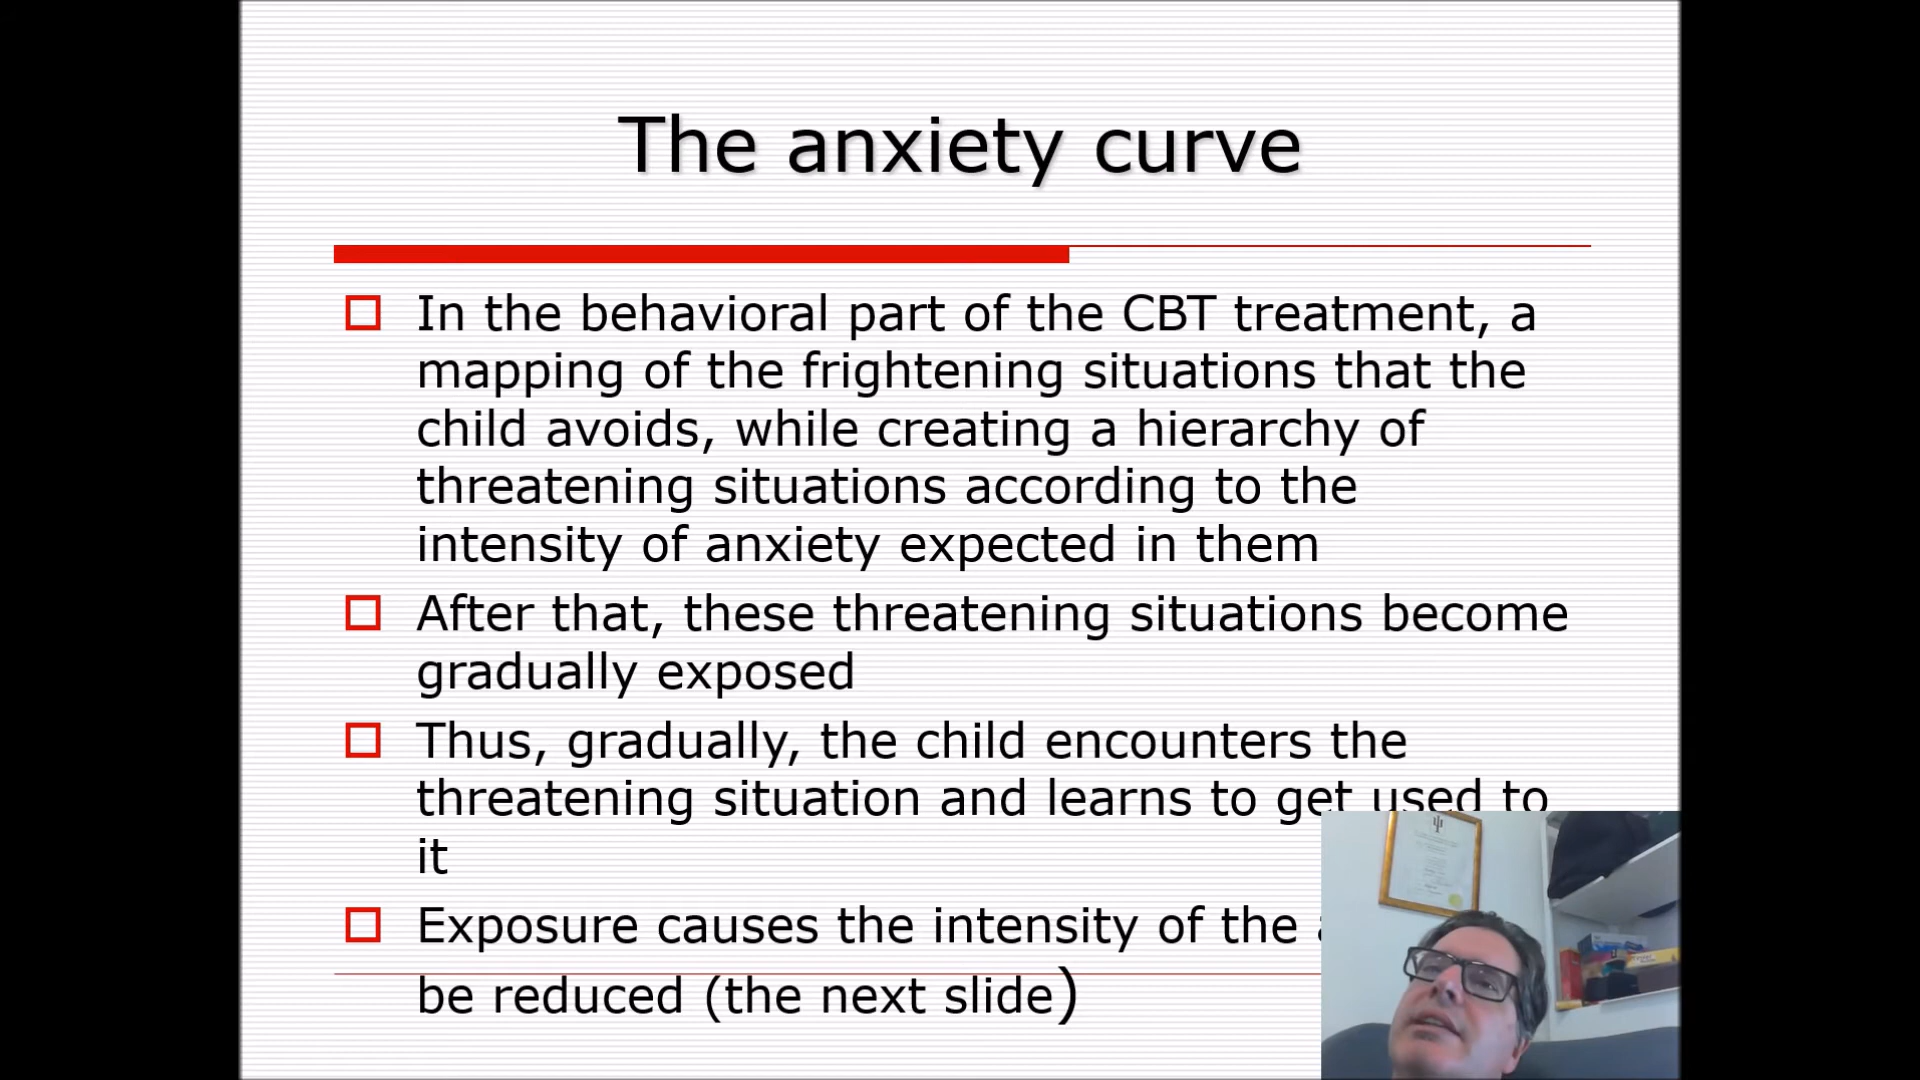 The anxiety curve
In the behavioral part of the CBT treatment, a
mapping of the frightening situations that the
child avoids, while creating a hierarchy of
threatening situations according to the
intensity of anxiety expected in them
After that, these threatening situations become
gradually exposed
Thus, gradually, the child encounters the
threatening situation and learns to get used to
it
Exposure causes the intensity of the
be reduced (the next slide)